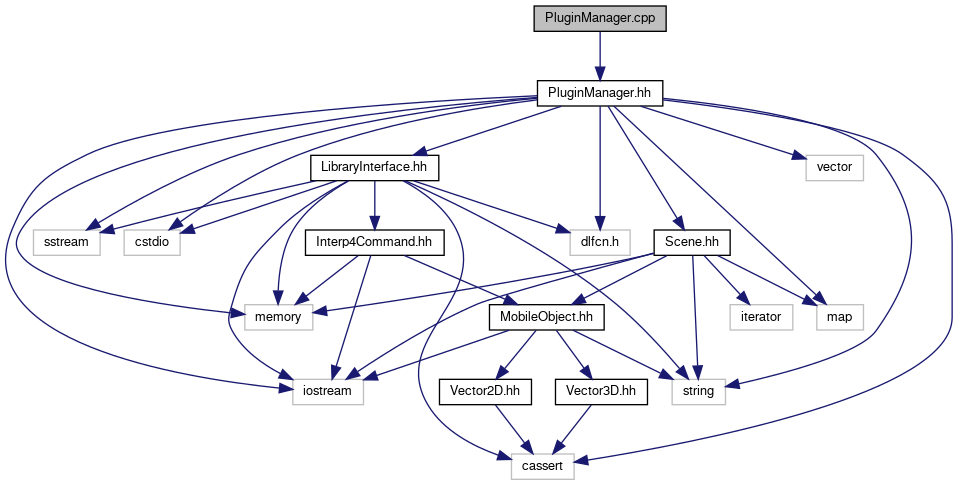 PluginManager.cpp
PluginManager.hh
LibraryInterface.hh
vector
sstream
cstdio
Interp4Command.hh
dlfcn.h
Scene.hh
memory
MobileObject.hh
iterator
map
iostream
Vector2D.hh
Vector3D.hh
string
cassert